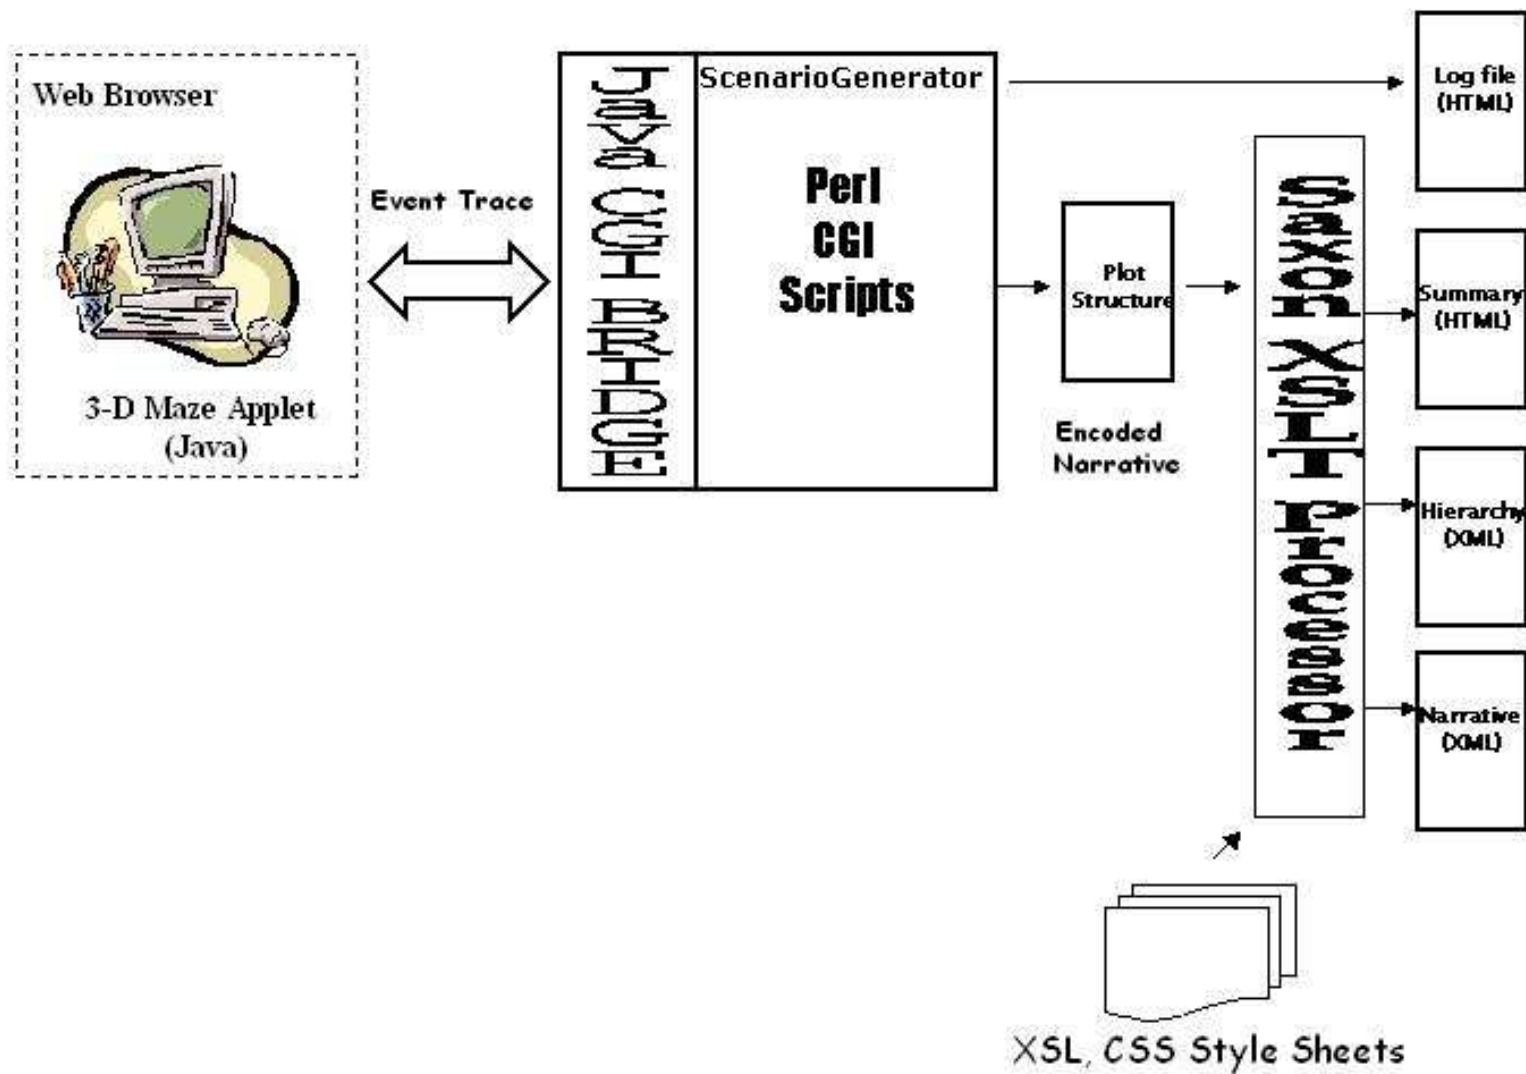 Web Browser
3-D Maze Applet
(Java)
Event Trace
Java CGI BRIDGE
ScenarioGenerator
Perl
CGI
Scripts
Plot
Structure
Encoded
Narrative
Saxon XSLT Processor
Log file
(HTML)
Summary
(HTML)
Hierarchy
(XML)
Narrative
(XML)
XSL, CSS Style Sheets